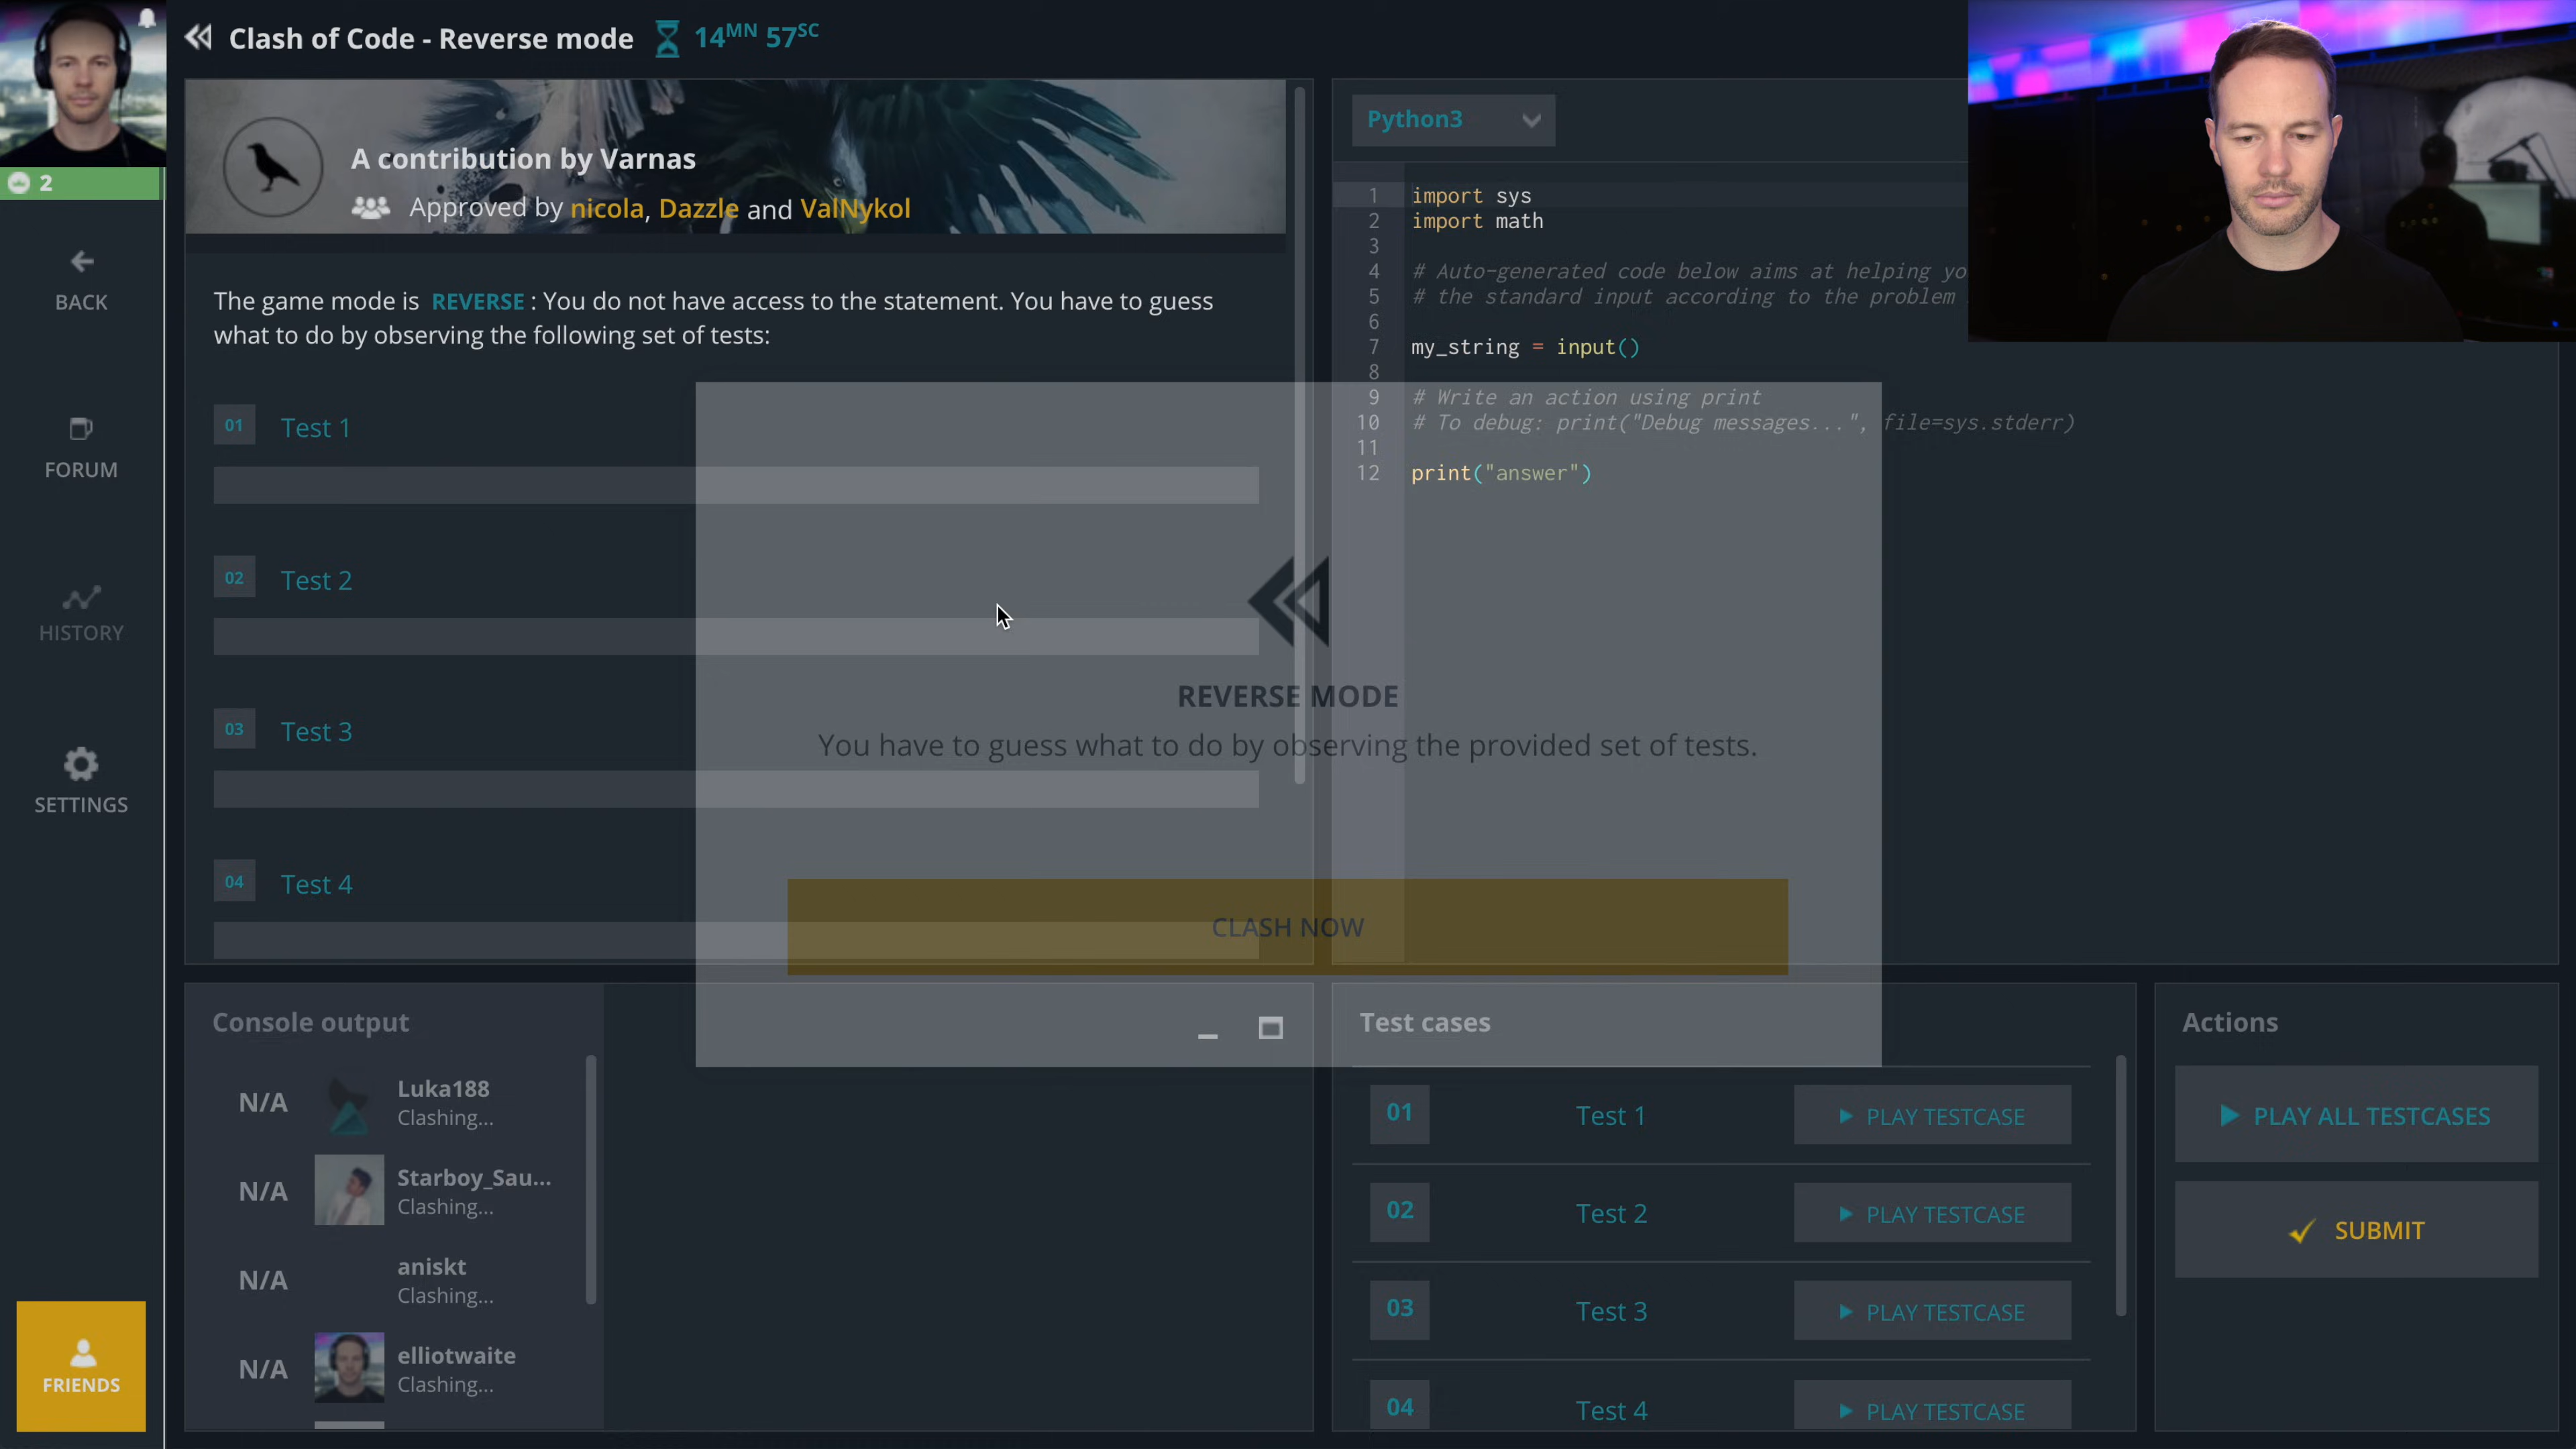 Clash of Code - Reverse mode
14MN 57SC
2
BACK
FORUM
HISTORY
SETTINGS
FRIENDS
A contribution by Varnas
Approved by nicola, Dazzle and ValNykol
The game mode is REVERSE : You do not have access to the statement. You have to guess
what to do by observing the following set of tests:
01 Test 1
02 Test 2
03 Test 3
04 Test 4
Python3
1 import sys
2 import math
3
4 # Auto-generated code below aims at helping yo
5 # the standard input according to the problem
6
7 my_string = input()
8
9 # Write an action using print
10 # To debug: print("Debug messages...", file=sys.stderr)
11
12 print("answer")
REVERSE MODE
You have to guess what to do by observing the provided set of tests.
CLASH NOW
Console output
N/A Luka188
Clashing...
N/A Starboy_Sau...
Clashing...
N/A aniskt
Clashing...
N/A elliotwaite
Clashing...
Test cases
01 Test 1 PLAY TESTCASE
02 Test 2 PLAY TESTCASE
03 Test 3 PLAY TESTCASE
04 Test 4 PLAY TESTCASE
Actions
PLAY ALL TESTCASES
SUBMIT